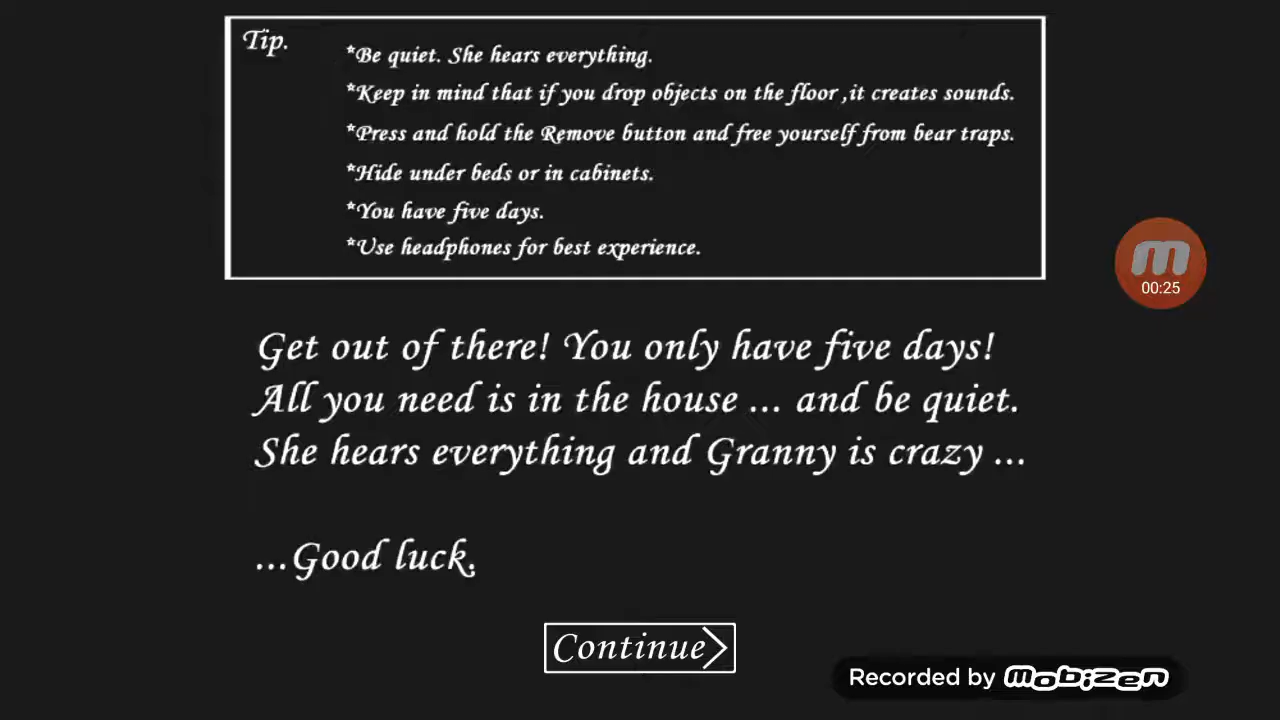 Tip.
*Be quiet. She hears everything.
*Keep in mind that if you drop objects on the floor ,it creates sounds.
*Press and hold the Remove button and free yourself from bear traps.
*Hide under beds or in cabinets.
*You have five days.
*Use headphones for best experience.
m
00:25
Get out of there! You only have five days!
All you need is in the house ... and be quiet.
She hears everything and Granny is crazy ...
...Good luck.
Continue
Recorded by mobizen